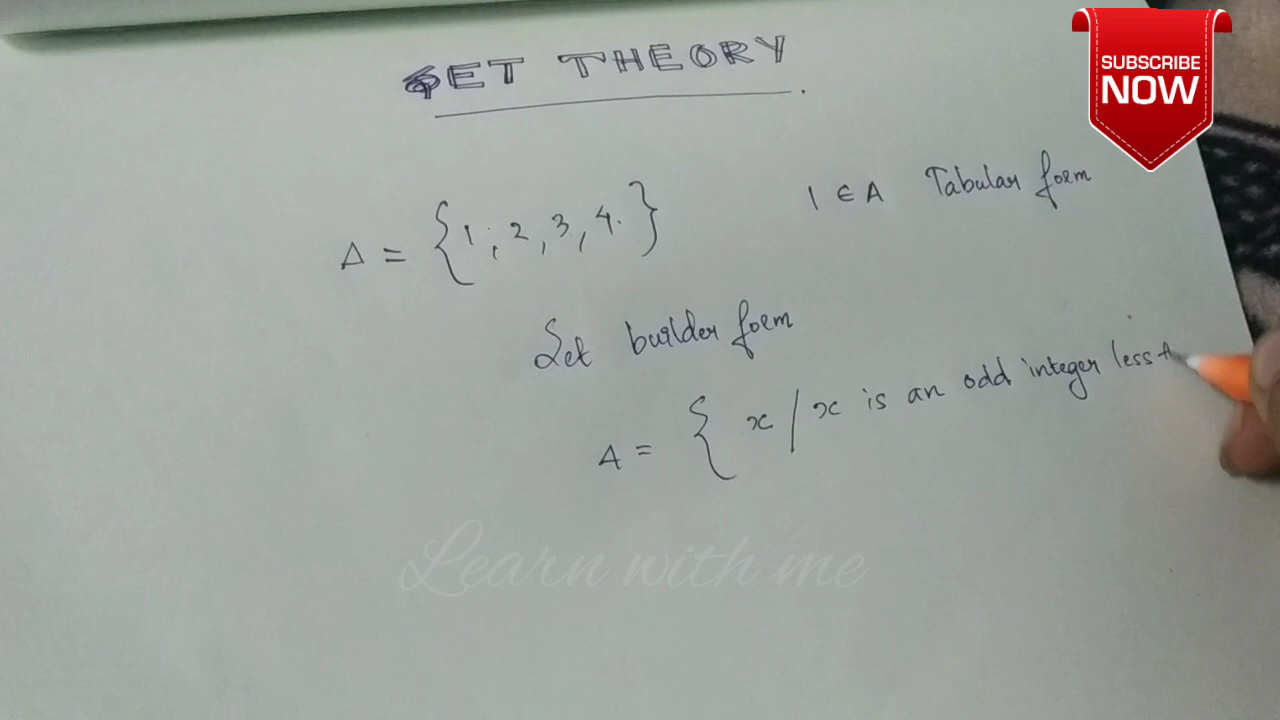 SET THEORY
SUBSCRIBE
NOW
A = {1, 2, 3, 4.}
1 ∈ A Tabular form
Set builder form
A = { x / x is an odd integer less t
Learn with me